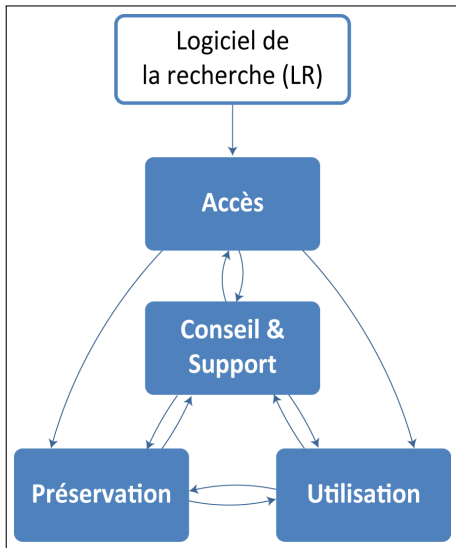 Logiciel de
la recherche (LR)
Accès
Conseil &
Support
Préservation
Utilisation